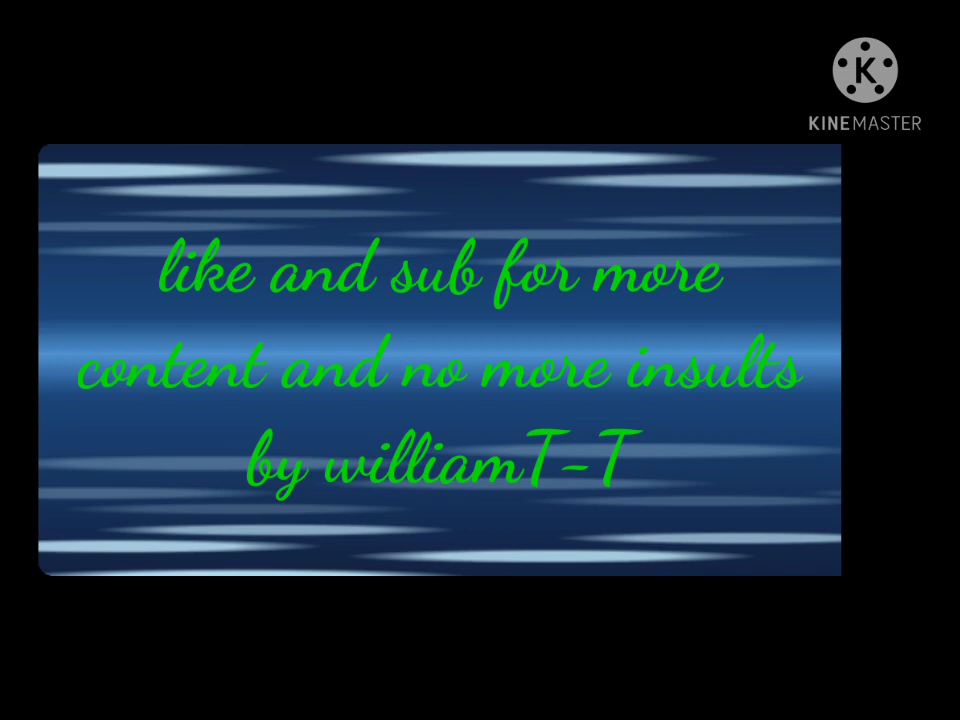 K
KINEMASTER
like and sub for more
content and no more insults
by williamT-T